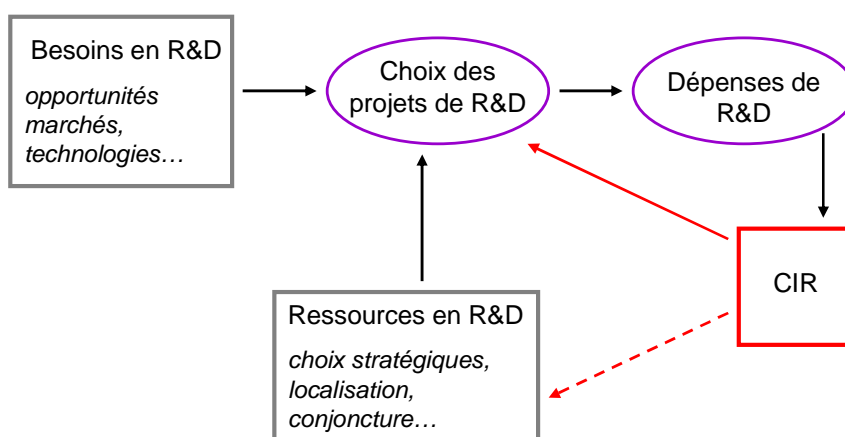 Besoins en R&D
opportunités
marchés,
technologies…
Choix des
projets de R&D
Dépenses de
R&D
CIR
Ressources en R&D
choix stratégiques,
localisation,
conjoncture…